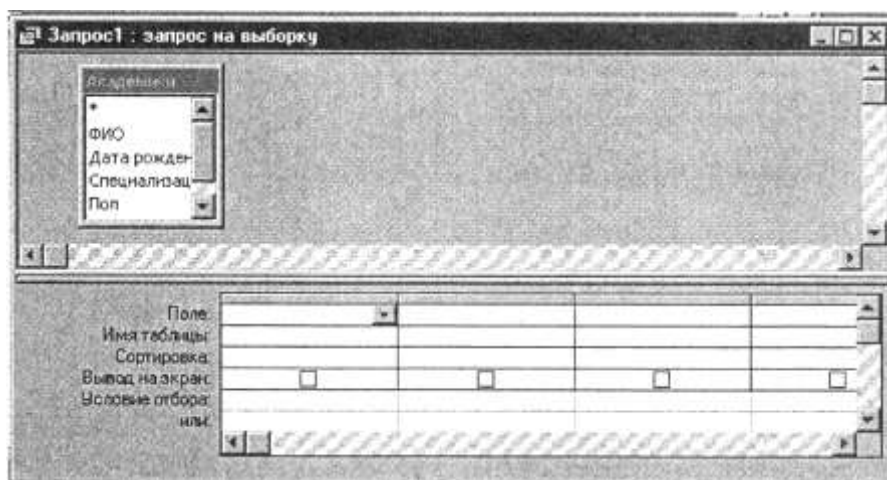 Запрос1 : запрос на выборку
Академики
*
ФИО
Дата рожден
Специализац
Пол
Поле:
Имя таблицы:
Сортировка:
Вывод на экран:
Условие отбора:
или: